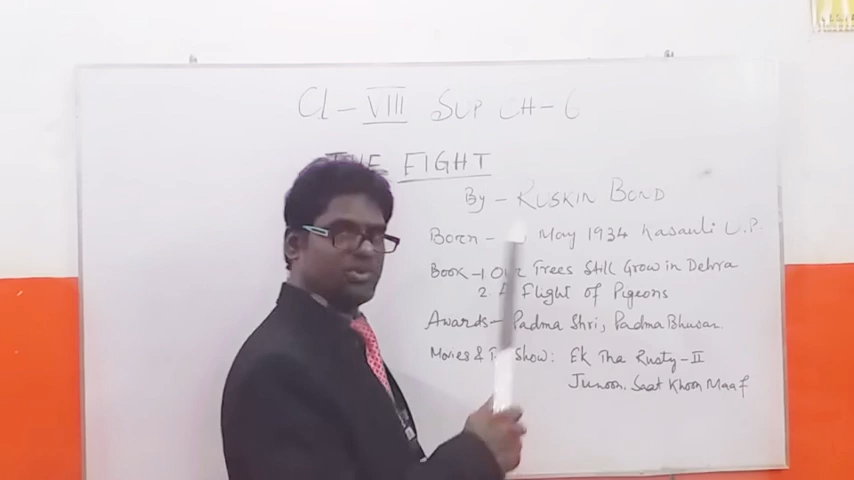 Cl - VIII SUP CH - 6
THE FIGHT
By - RUSKIN BOND
Born - May 1934 Kasauli U.P.
Book - 1 Our Trees Still Grow in Dehra
2. A Flight of Pigeons
Awards - Padma Shri, Padma Bhusan
Movies & Show: Ek Tha Rusty - II
Junoon. Saat Khoon Maaf